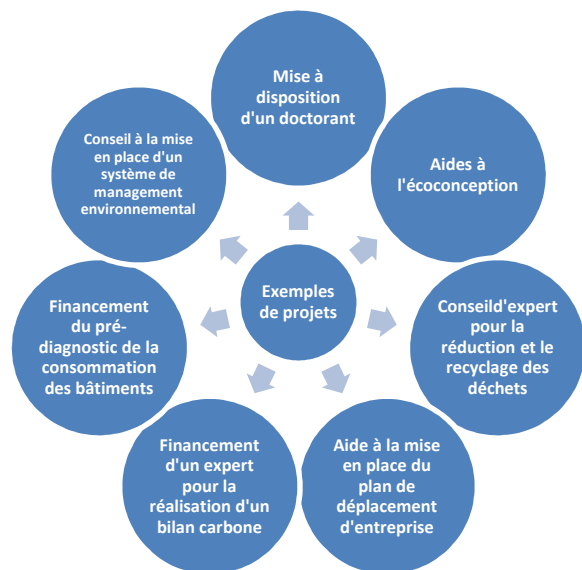 Mise à
disposition
d'un doctorant
Aides à
l'écoconception
Conseild'expert
pour la
réduction et le
recyclage des
déchets
Aide à la mise
en place du
plan de
déplacement
d'entreprise
Financement
d'un expert
pour la
réalisation d'un
bilan carbone
Financement
du pré-
diagnostic de la
consommation
des bâtiments
Conseil à la mise
en place d'un
système de
management
environnemental
Exemples
de projets